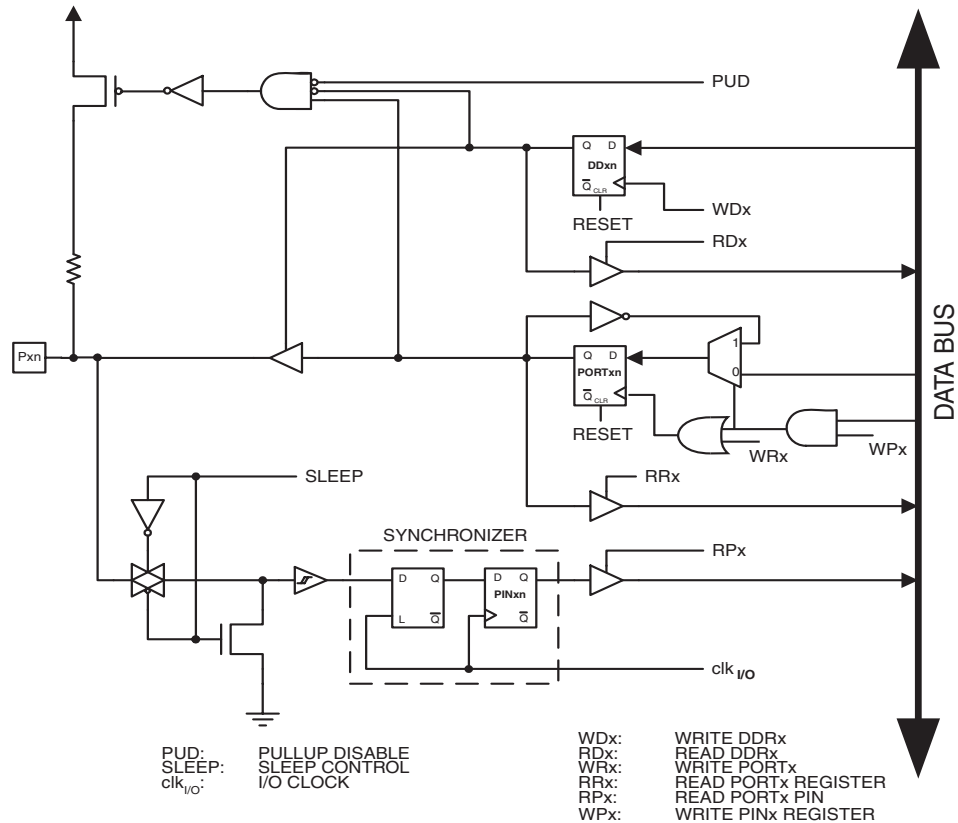 PUD
Q D
DDxn
Q CLR
WDx
RESET
RDx
Pxn
1
Q D
PORTxn
0
Q CLR
RESET
WRx
WPx
DATA BUS
SLEEP
RRx
SYNCHRONIZER
RPx
D Q
D Q
PINxn
L Q
Q
clk I/O
PUD: PULLUP DISABLE
SLEEP: SLEEP CONTROL
clkI/O: I/O CLOCK
WDx: WRITE DDRx
RDx: READ DDRx
WRx: WRITE PORTx
RRx: READ PORTx REGISTER
RPx: READ PORTx PIN
WPx: WRITE PINx REGISTER